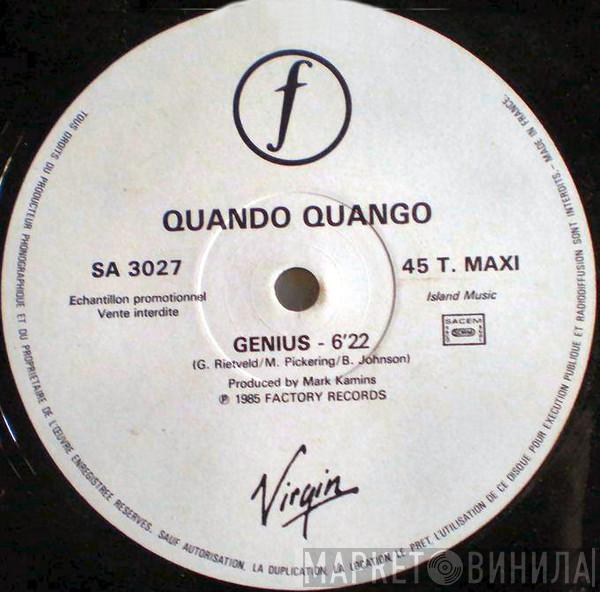 f
QUANDO QUANGO
SA 3027
45 T. MAXI
Echantillon promotionnel
Vente interdite
Island Music
SACEM
GENIUS - 6'22
(G. Rietveld/M. Pickering/B. Johnson)
Produced by Mark Kamins
℗ 1985 FACTORY RECORDS
Virgin
TOUS DROITS DU PRODUCTEUR PHONOGRAPHIQUE ET DU PROPRIETAIRE DE L'ŒUVRE ENREGISTREE RESERVES. SAUF AUTORISATION, LA DUPLICATION, LA LOCATION, LE PRET, L'UTILISATION DE CE DISQUE POUR EXECUTION PUBLIQUE ET RADIODIFFUSION SONT INTERDITS. - MADE IN FRANCE.
МАРКЕТ ВИНИЛА